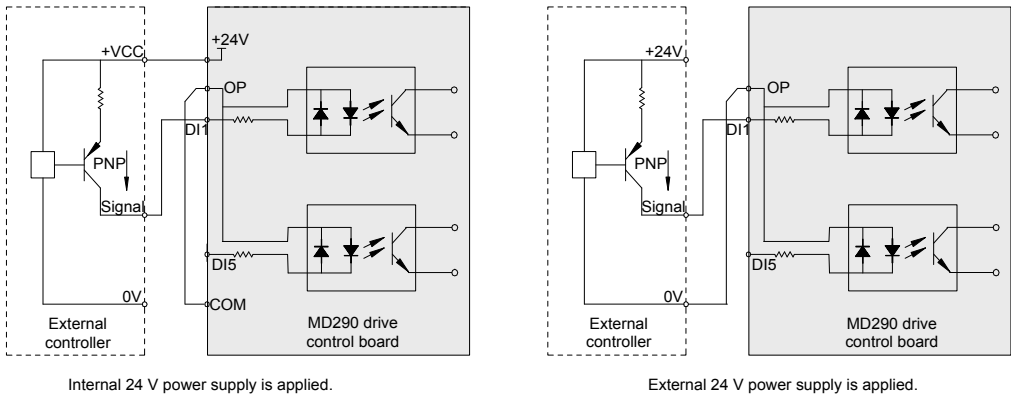 +VCC
+24V
OP
DI1
PNP
Signal
DI5
0V
COM
External
controller
MD290 drive
control board
Internal 24 V power supply is applied.
+24V
OP
DI1
PNP
Signal
DI5
0V
External
controller
MD290 drive
control board
External 24 V power supply is applied.